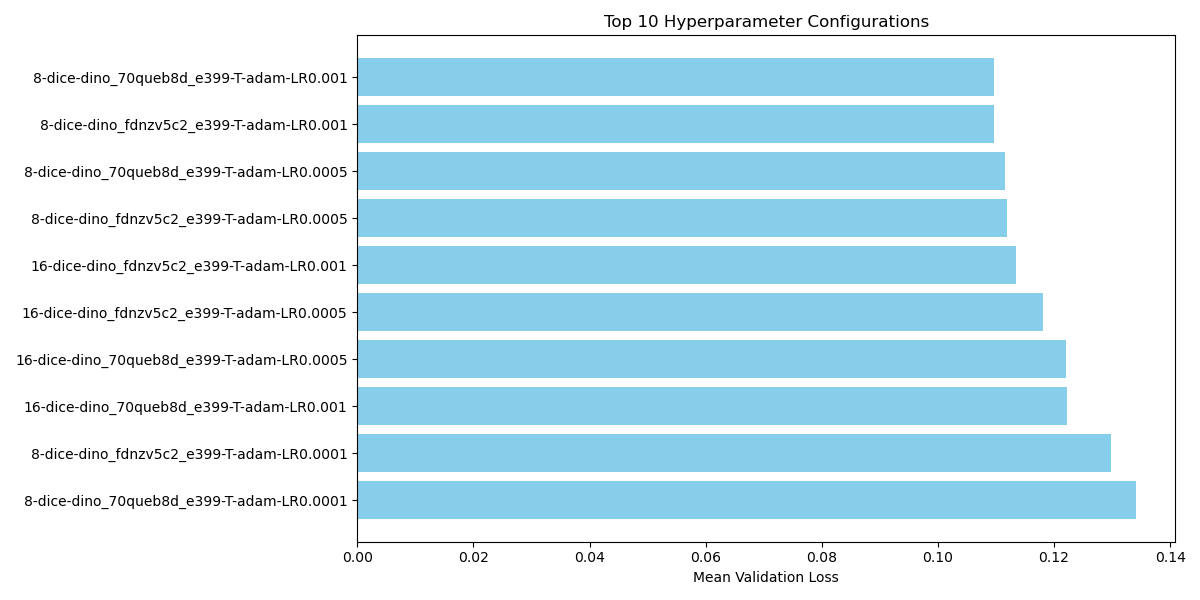 Top 10 Hyperparameter Configurations
8-dice-dino_70queb8d_e399-T-adam-LR0.001
8-dice-dino_fdnzv5c2_e399-T-adam-LR0.001
8-dice-dino_70queb8d_e399-T-adam-LR0.0005
8-dice-dino_fdnzv5c2_e399-T-adam-LR0.0005
16-dice-dino_fdnzv5c2_e399-T-adam-LR0.001
16-dice-dino_fdnzv5c2_e399-T-adam-LR0.0005
16-dice-dino_70queb8d_e399-T-adam-LR0.0005
16-dice-dino_70queb8d_e399-T-adam-LR0.001
8-dice-dino_fdnzv5c2_e399-T-adam-LR0.0001
8-dice-dino_70queb8d_e399-T-adam-LR0.0001
0.00 0.02 0.04 0.06 0.08 0.10 0.12 0.14
Mean Validation Loss